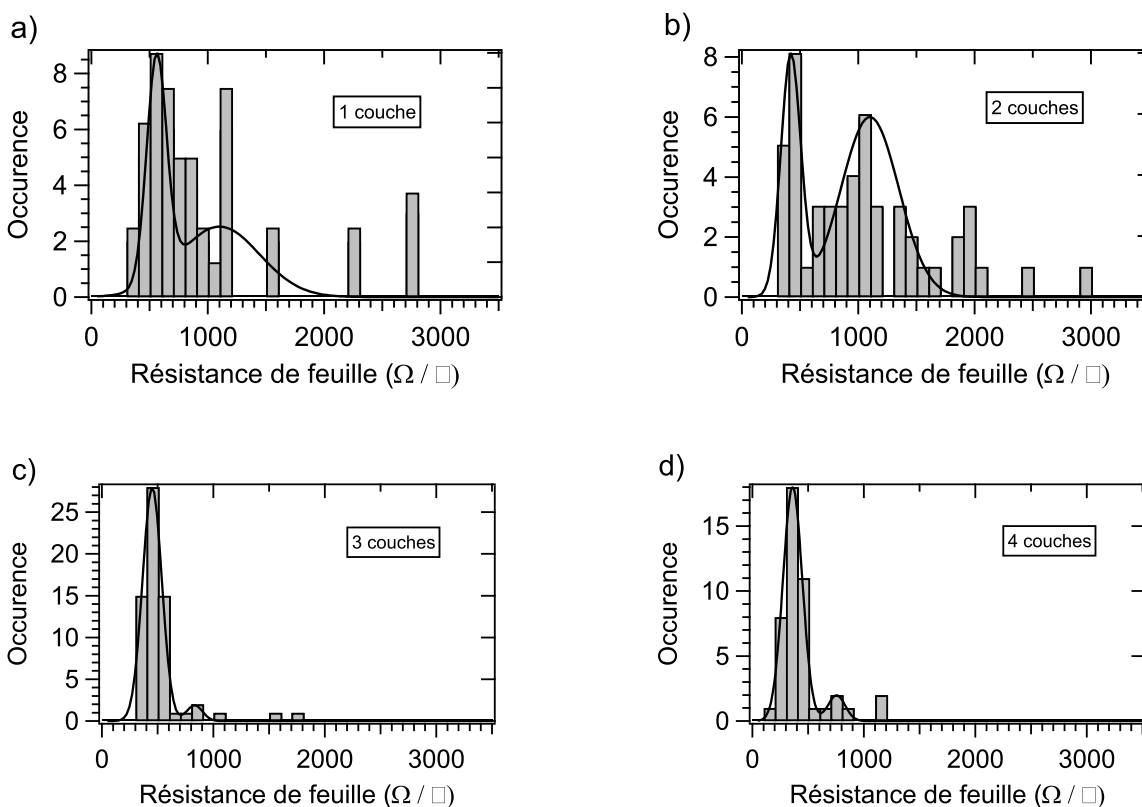 a)
8
6
4
2
0
Occurence
1 couche
0
1000
2000
3000
Résistance de feuille (Ω / □)
b)
8
6
4
2
0
Occurence
2 couches
0
1000
2000
3000
Résistance de feuille (Ω / □)
c)
25
20
15
10
5
0
Occurence
3 couches
0
1000
2000
3000
Résistance de feuille (Ω / □)
d)
15
10
5
0
Occurence
4 couches
0
1000
2000
3000
Résistance de feuille (Ω / □)